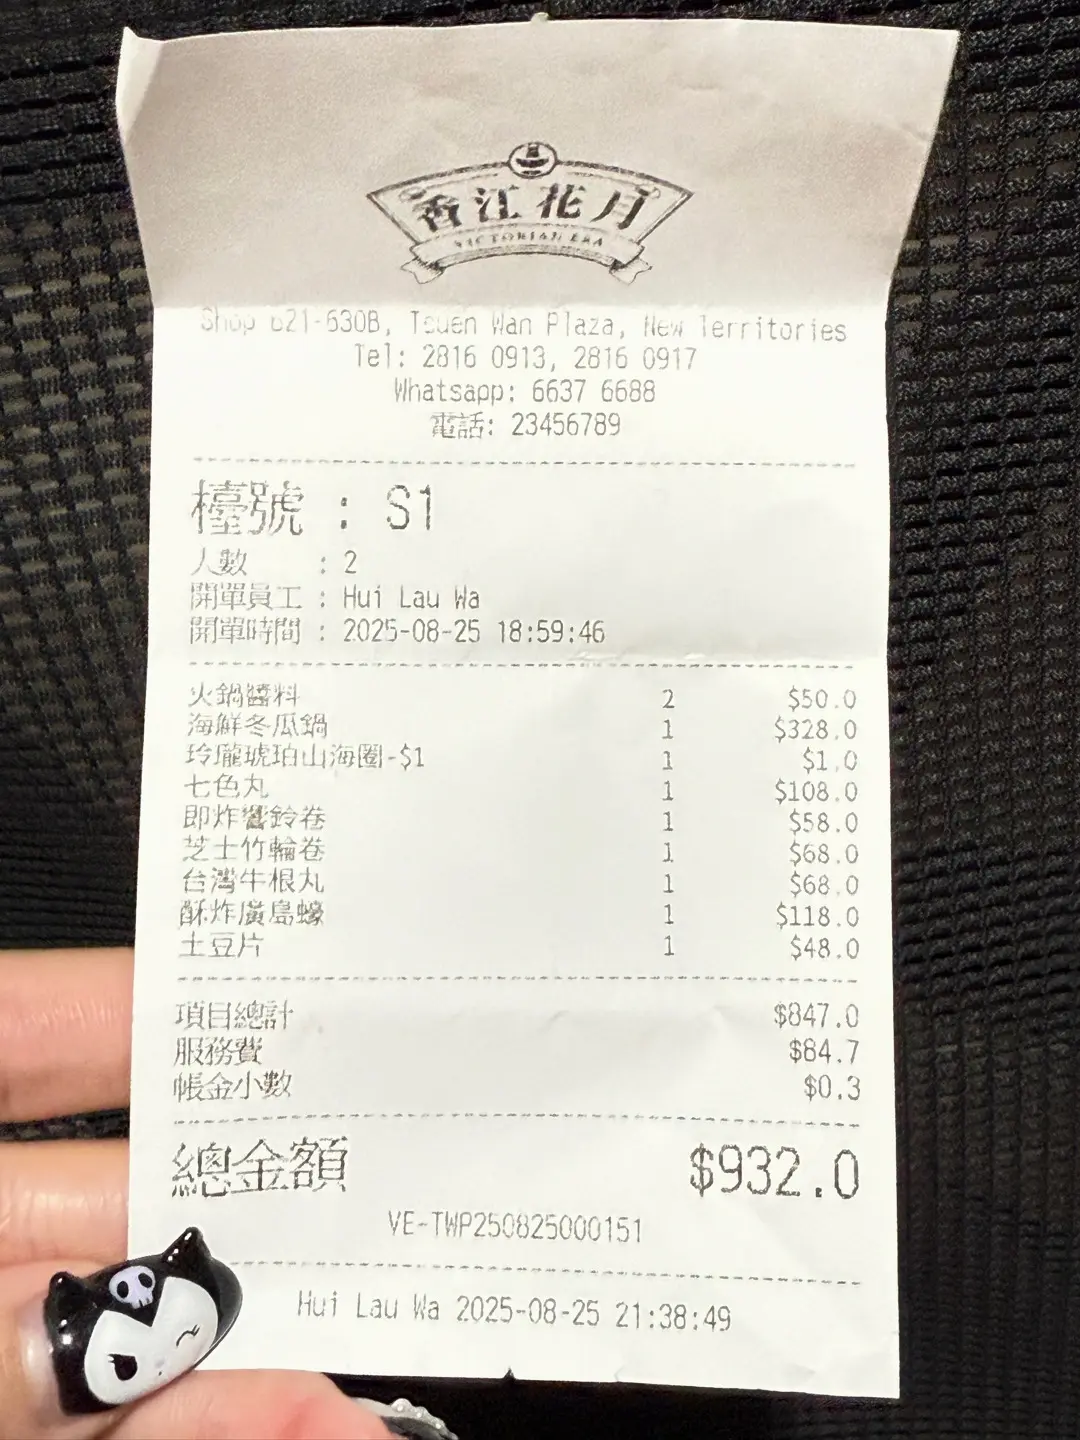 香江花月
VICTORIAN ERA
Shop 621-630B, Tsuen Wan Plaza, New Territories
Tel: 2816 0913, 2816 0917
Whatsapp: 6637 6688
電話: 23456789
檯號 : S1
人數 : 2
開單員工 : Hui Lau Wa
開單時間 : 2025-08-25 18:59:46
火鍋醬料 2 $50.0
海鮮冬瓜鍋 1 $328.0
玲瓏琥珀山海圈-$1 1 $1.0
七色丸 1 $108.0
即炸響鈴卷 1 $58.0
芝士竹輪卷 1 $68.0
台灣牛根丸 1 $68.0
酥炸廣島蠔 1 $118.0
土豆片 1 $48.0
項目總計 $847.0
服務費 $84.7
帳金小數 $0.3
總金額 $932.0
VE-TWP250825000151
Hui Lau Wa 2025-08-25 21:38:49